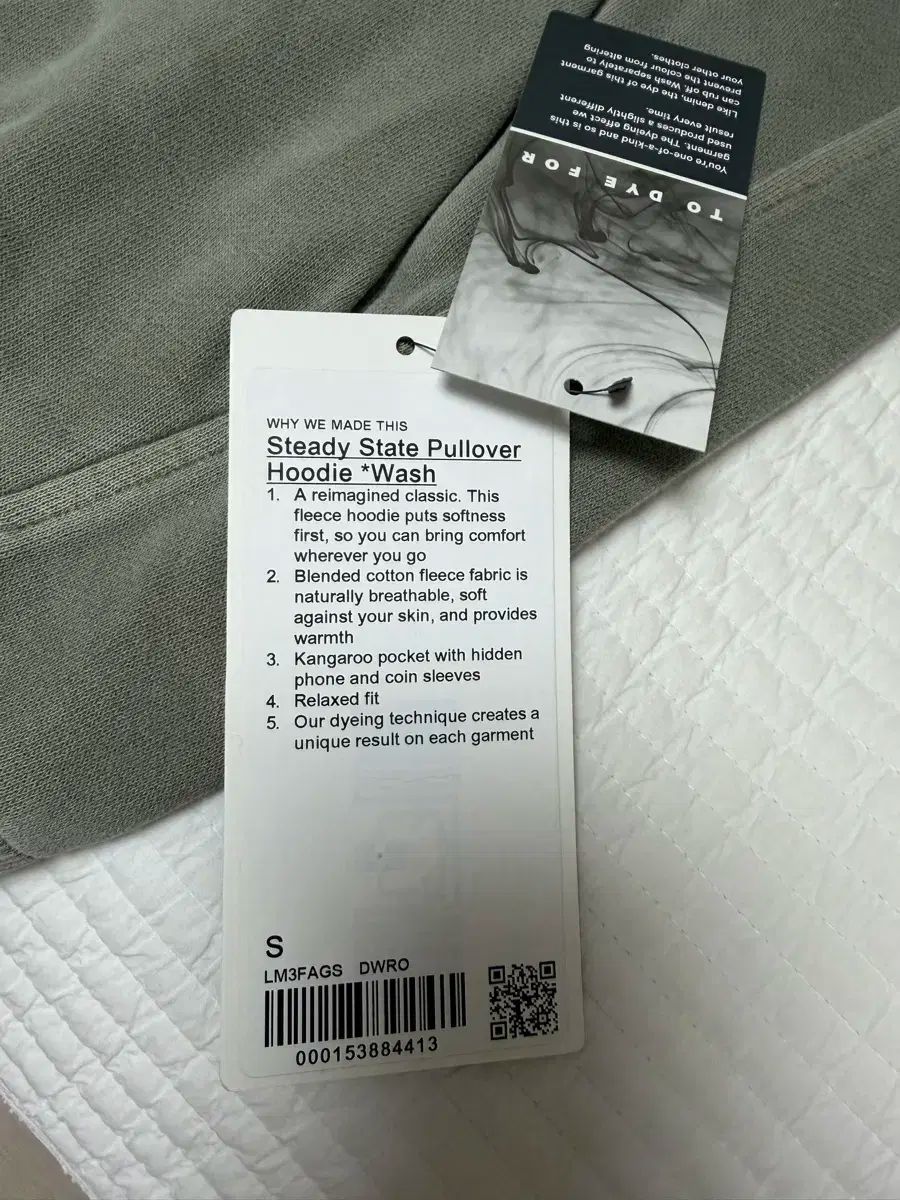 TO DYE FOR
You're one-of-a-kind and so is this
garment. The dyeing effect we
used produces a slightly different
result every time.
Like denim, the dye of this garment
can rub off. Wash separately to
prevent the colour from altering
your other clothes.
WHY WE MADE THIS
Steady State Pullover
Hoodie *Wash
1. A reimagined classic. This
fleece hoodie puts softness
first, so you can bring comfort
wherever you go
2. Blended cotton fleece fabric is
naturally breathable, soft
against your skin, and provides
warmth
3. Kangaroo pocket with hidden
phone and coin sleeves
4. Relaxed fit
5. Our dyeing technique creates a
unique result on each garment
S
LM3FAGS DWRO
000153884413